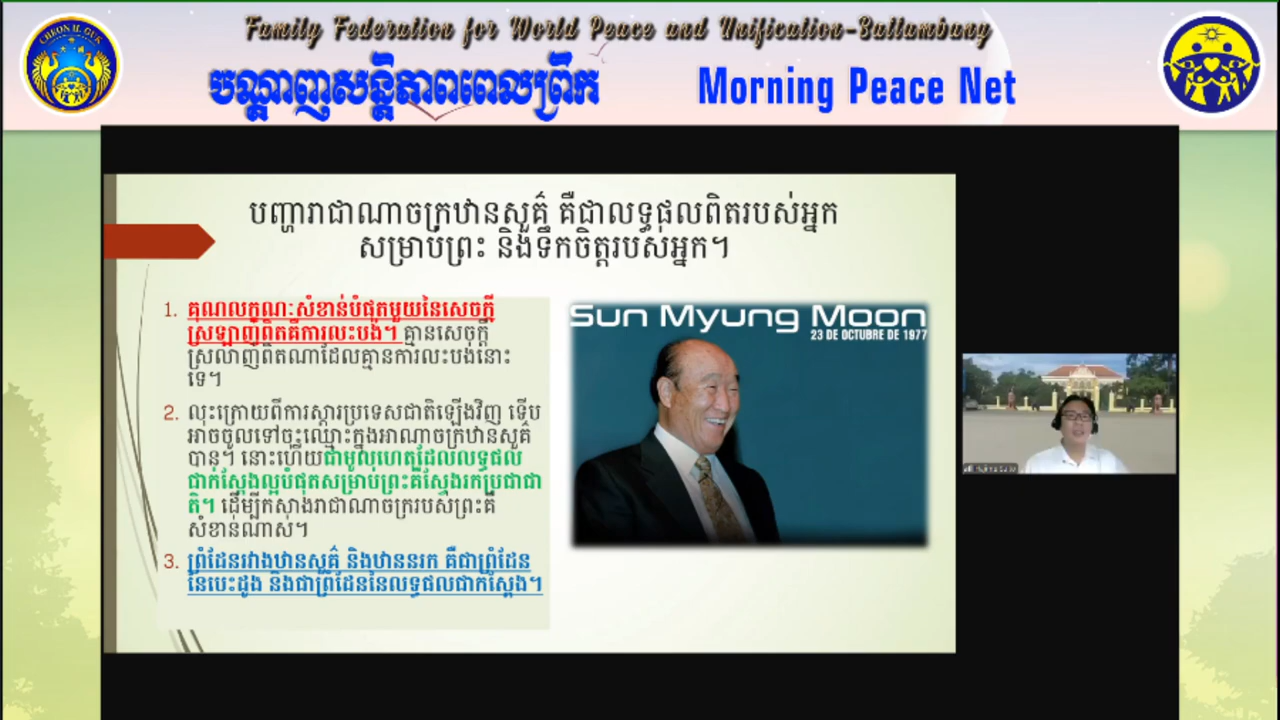 CHEON IL GUK
Family Federation for World Peace and Unification-Battambang
បណ្តាញសន្តិភាពពេលព្រឹក
Morning Peace Net
បញ្ហារាជាណាចក្រឋានសួគ៌ គឺជាលទ្ធផលពិតរបស់អ្នក
សម្រាប់ព្រះ និងទឹកចិត្តរបស់អ្នក។
1. គុណលក្ខណៈសំខាន់បំផុតមួយនៃសេចក្តី
ស្រឡាញ់ពិតគឺការលះបង់។ គ្មានសេចក្តី
ស្រលាញ់ពិតណាដែលគ្មានការលះបង់នោះ
ទេ។
2. លុះក្រោយពីការស្តារប្រទេសជាតិឡើងវិញ ទើប
អាចចូលទៅចុះឈ្មោះក្នុងអាណាចក្រឋានសួគ៌
បាន។ នោះហើយជាមូលហេតុដែលលទ្ធផល
ជាក់ស្តែងល្អបំផុតសម្រាប់ព្រះគឺស្វែងរកប្រជាជា
តិ។ ដើម្បីកសាងរាជាណាចក្ររបស់ព្រះគឺ
សំខាន់ណាស់។
3. ព្រំដែនរវាងឋានសួគ៌ និងឋាននរក គឺជាព្រំដែន
នៃបេះដូង និងជាព្រំដែននៃលទ្ធផលជាក់ស្តែង។
Sun Myung Moon
23 DE OCTUBRE DE 1977